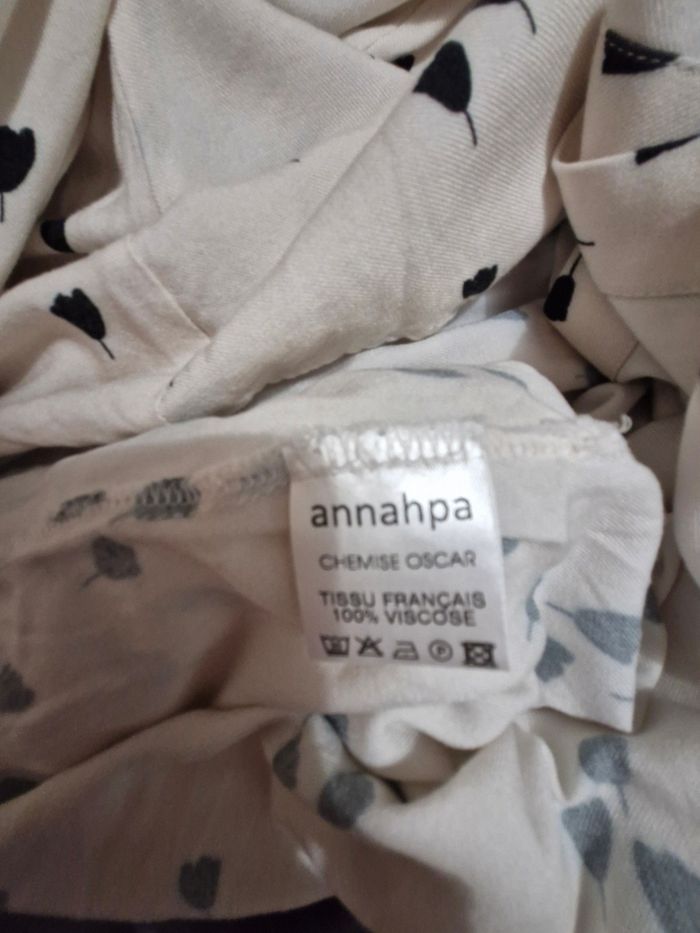 annahpa
CHEMISE OSCAR
TISSU FRANÇAIS
100% VISCOSE
P